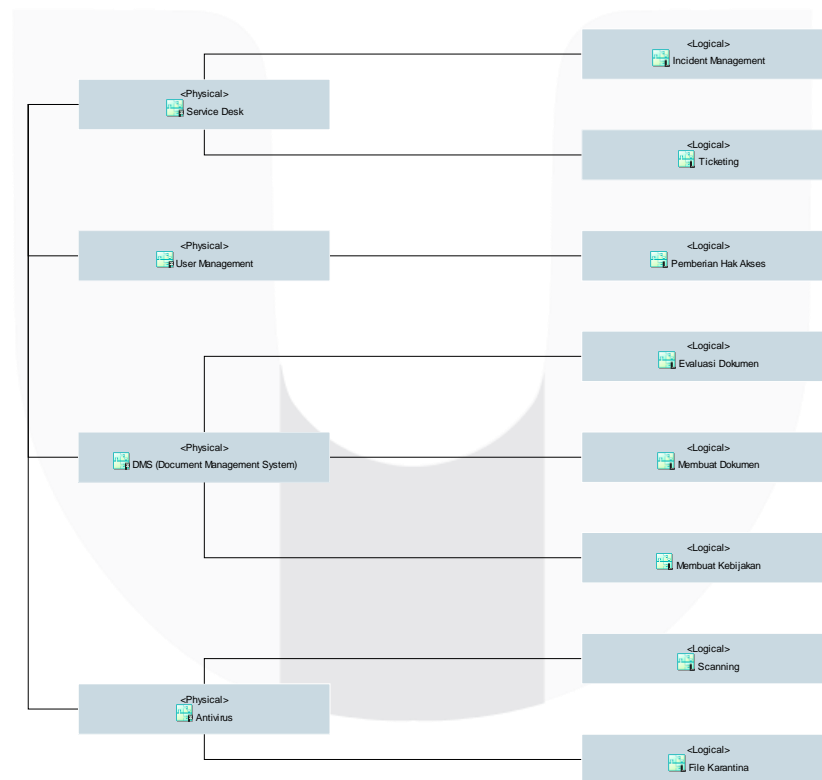 <Logical>
Incident Management
<Physical>
Service Desk
<Logical>
Ticketing
<Physical>
User Management
<Logical>
Pemberian Hak Akses
<Logical>
Evaluasi Dokumen
<Physical>
DMS (Document Management System)
<Logical>
Membuat Dokumen
<Logical>
Membuat Kebijakan
<Logical>
Scanning
<Physical>
Antivirus
<Logical>
File Karantina